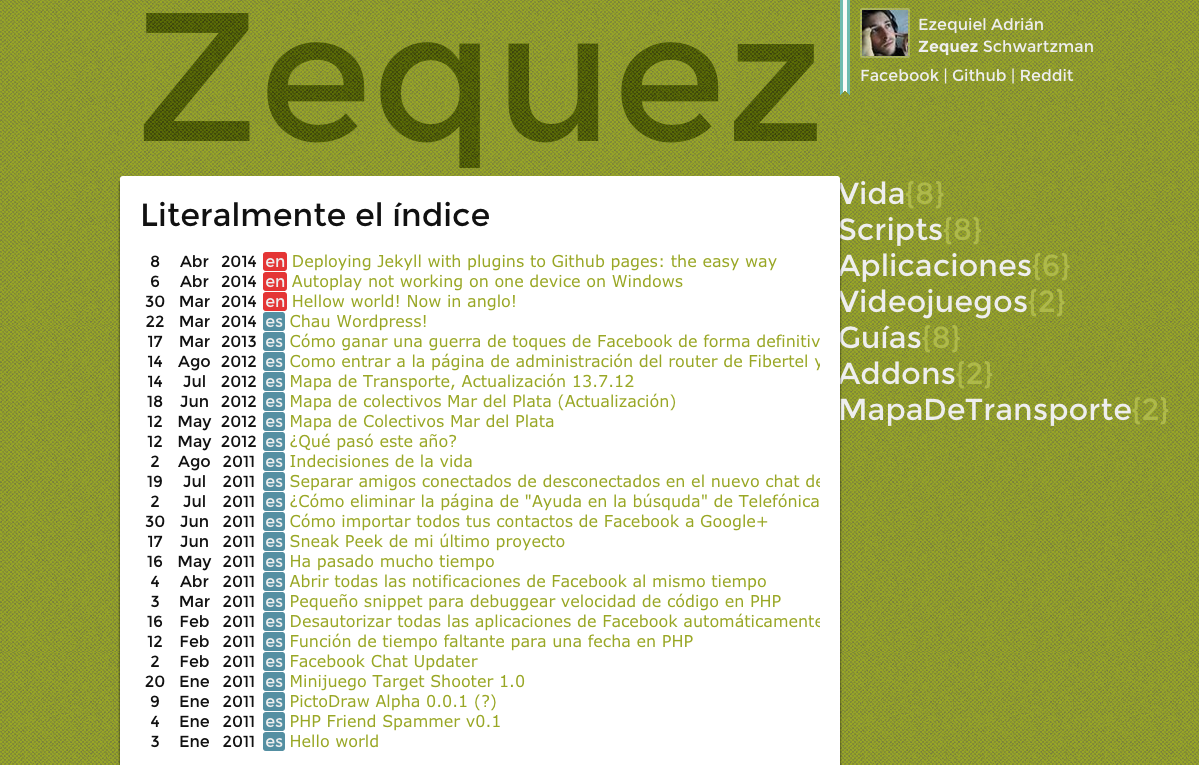 Zequez
Ezequiel Adrián
Zequez Schwartzman
Facebook | Github | Reddit
Literalmente el índice
8 Abr 2014 en Deploying Jekyll with plugins to Github pages: the easy way
6 Abr 2014 en Autoplay not working on one device on Windows
30 Mar 2014 en Hellow world! Now in anglo!
22 Mar 2014 es Chau Wordpress!
17 Mar 2013 es Cómo ganar una guerra de toques de Facebook de forma definitiv
14 Ago 2012 es Como entrar a la página de administración del router de Fibertel y
14 Jul 2012 es Mapa de Transporte, Actualización 13.7.12
18 Jun 2012 es Mapa de colectivos Mar del Plata (Actualización)
12 May 2012 es Mapa de Colectivos Mar del Plata
12 May 2012 es ¿Qué pasó este año?
2 Ago 2011 es Indecisiones de la vida
19 Jul 2011 es Separar amigos conectados de desconectados en el nuevo chat de
2 Jul 2011 es ¿Cómo eliminar la página de "Ayuda en la búsquda" de Telefónica
30 Jun 2011 es Cómo importar todos tus contactos de Facebook a Google+
17 Jun 2011 es Sneak Peek de mi último proyecto
16 May 2011 es Ha pasado mucho tiempo
4 Abr 2011 es Abrir todas las notificaciones de Facebook al mismo tiempo
3 Mar 2011 es Pequeño snippet para debuggear velocidad de código en PHP
16 Feb 2011 es Desautorizar todas las aplicaciones de Facebook automáticamente
12 Feb 2011 es Función de tiempo faltante para una fecha en PHP
2 Feb 2011 es Facebook Chat Updater
20 Ene 2011 es Minijuego Target Shooter 1.0
9 Ene 2011 es PictoDraw Alpha 0.0.1 (?)
4 Ene 2011 es PHP Friend Spammer v0.1
3 Ene 2011 es Hello world
Vida{8}
Scripts{8}
Aplicaciones{6}
Videojuegos{2}
Guías{8}
Addons{2}
MapaDeTransporte{2}